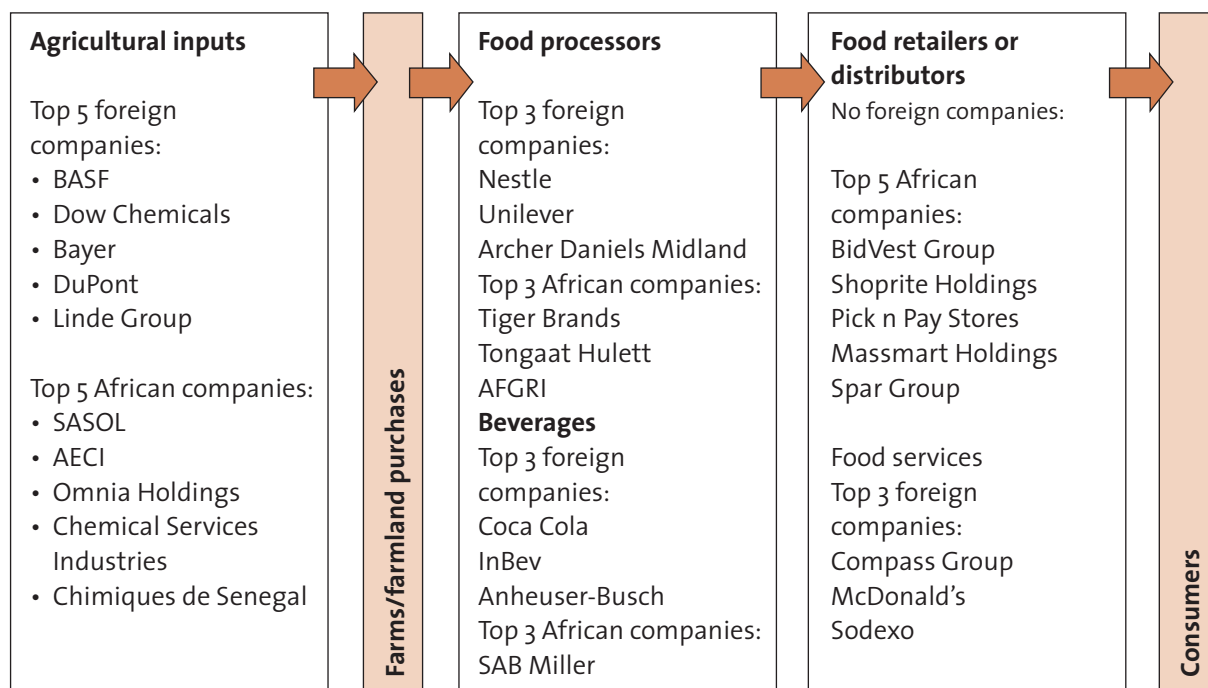 Agricultural inputs
Top 5 foreign
companies:
• BASF
• Dow Chemicals
• Bayer
• DuPont
• Linde Group
Top 5 African companies:
• SASOL
• AECI
• Omnia Holdings
• Chemical Services
Industries
• Chimiques de Senegal
Farms/farmland purchases
Food processors
Top 3 foreign
companies:
Nestle
Unilever
Archer Daniels Midland
Top 3 African companies:
Tiger Brands
Tongaat Hulett
AFGRI
Beverages
Top 3 foreign
companies:
Coca Cola
InBev
Anheuser-Busch
Top 3 African companies:
SAB Miller
Food retailers or
distributors
No foreign companies:
Top 5 African
companies:
BidVest Group
Shoprite Holdings
Pick n Pay Stores
Massmart Holdings
Spar Group
Food services
Top 3 foreign
companies:
Compass Group
McDonald’s
Sodexo
Consumers